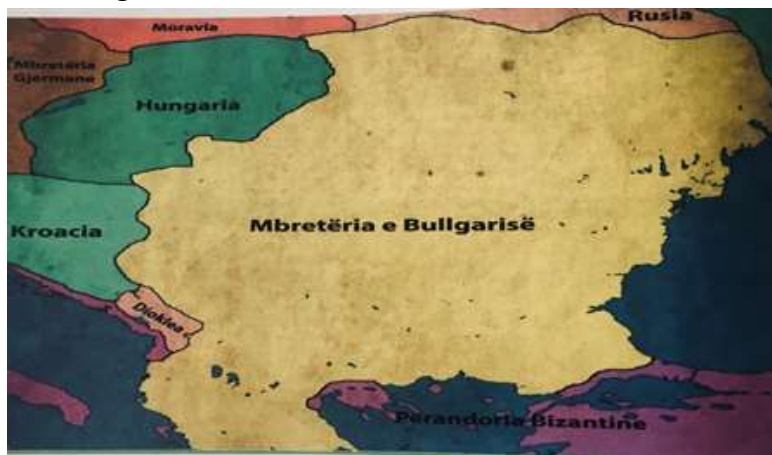 Moravia
Rusia
Mbretëria
Gjermane
Hungaria
Kroacia
Mbretëria e Bullgarisë
Dioklea
Perandoria Bizantine